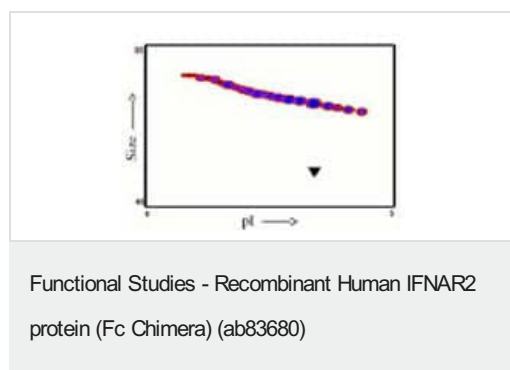 Size
pI
Functional Studies - Recombinant Human IFNAR2
protein (Fc Chimera) (ab83680)